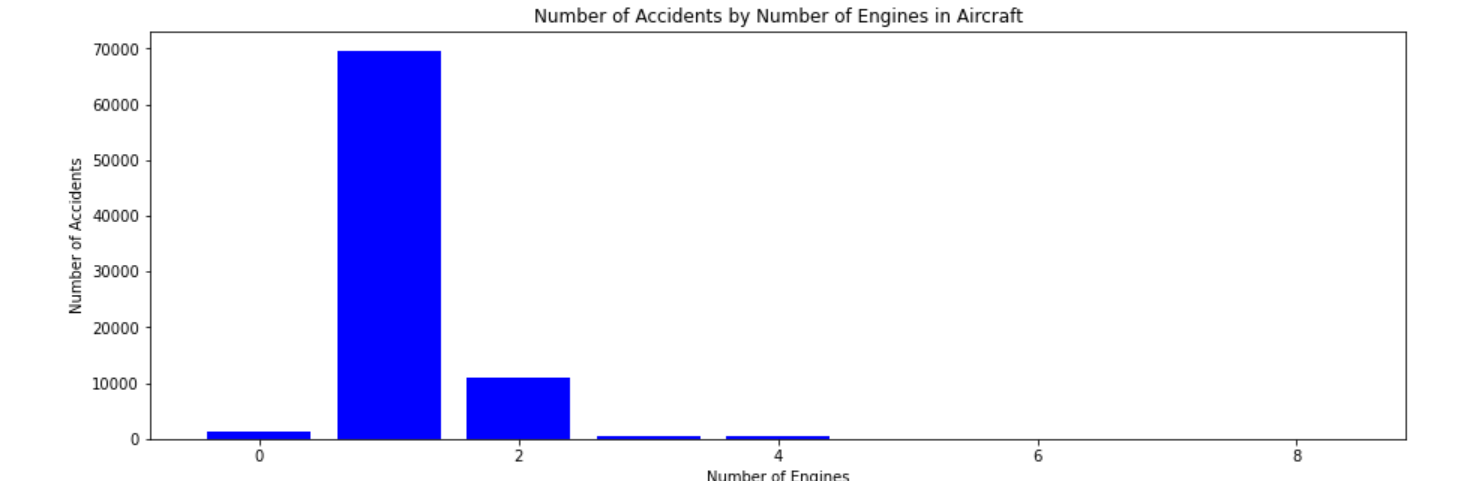 Number of Accidents by Number of Engines in Aircraft
Number of Accidents
70000
60000
50000
40000
30000
20000
10000
0
0 2 4 6 8
Number of Engines